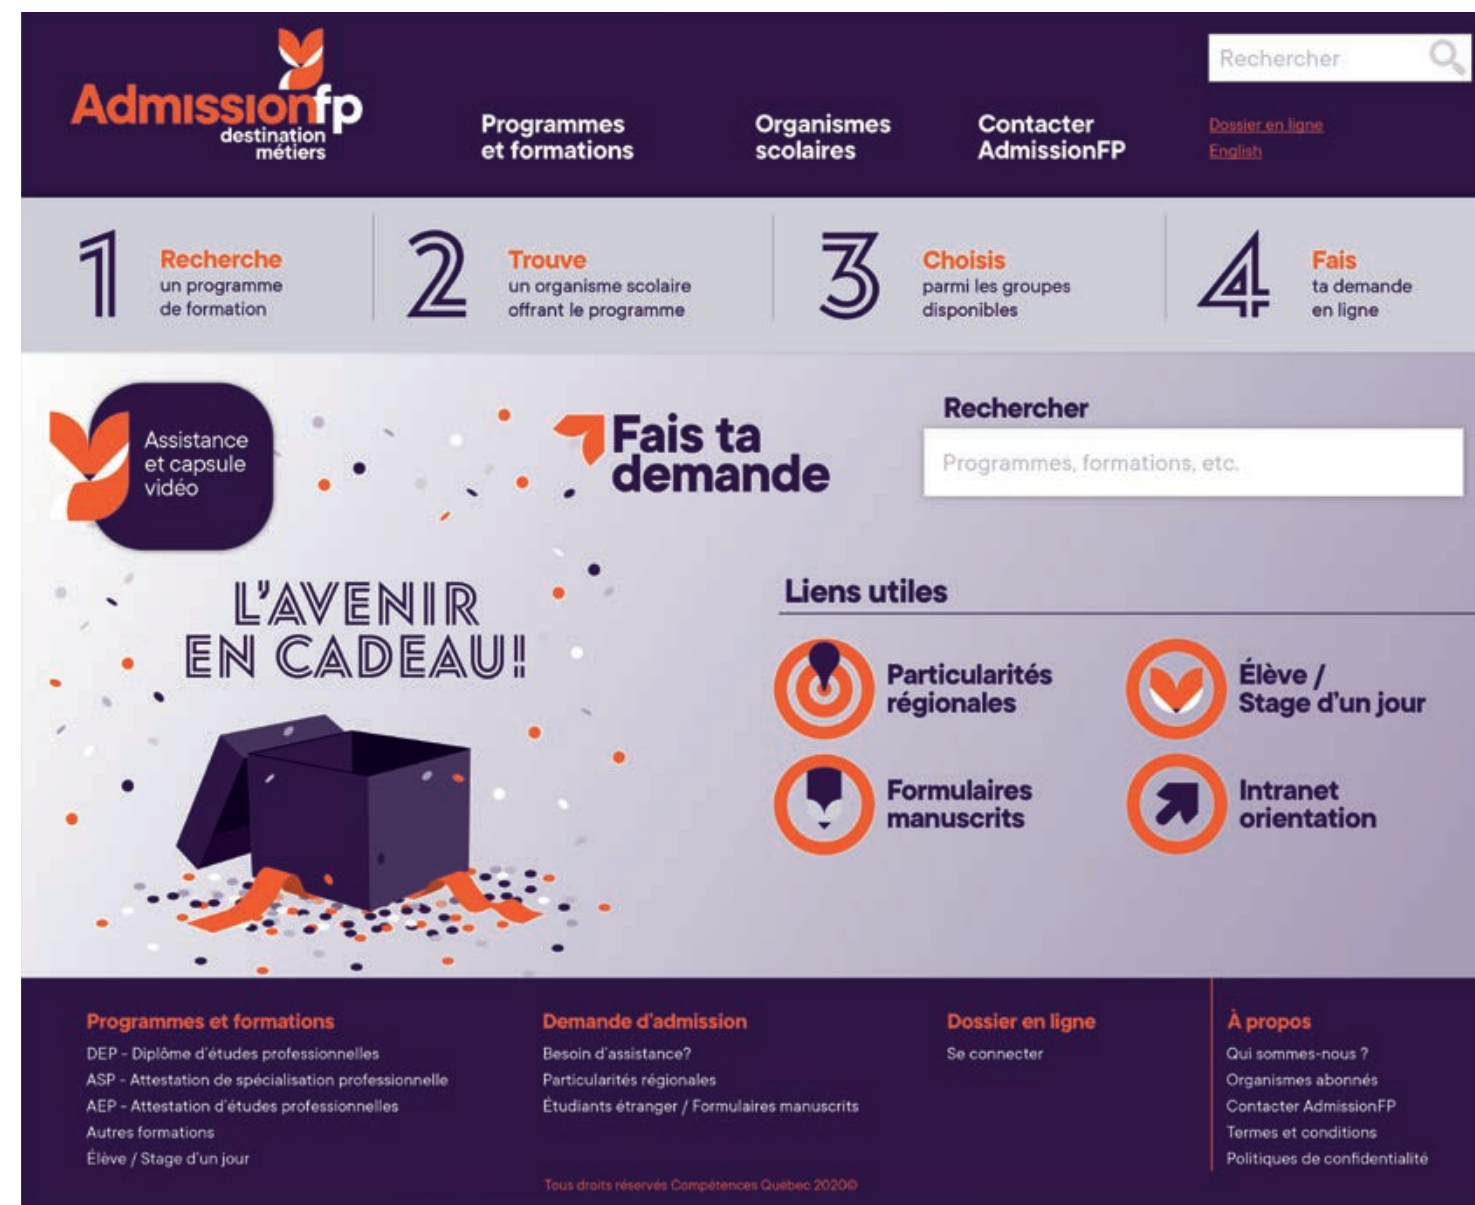 Admissionfp
destination
métiers
Programmes
et formations
Organismes
scolaires
Contacter
AdmissionFP
Rechercher
Dossier en ligne
English
1
Recherche
un programme
de formation
2
Trouve
un organisme scolaire
offrant le programme
3
Choisis
parmi les groupes
disponibles
4
Fais
ta demande
en ligne
Assistance
et capsule
vidéo
L'AVENIR
EN CADEAU!
Fais ta
demande
Rechercher
Programmes, formations, etc.
Liens utiles
Particularités
régionales
Élève /
Stage d'un jour
Formulaires
manuscrits
Intranet
orientation
Programmes et formations
DEP - Diplôme d'études professionnelles
ASP - Attestation de spécialisation professionnelle
AEP - Attestation d'études professionnelles
Autres formations
Élève / Stage d'un jour
Demande d'admission
Besoin d'assistance?
Particularités régionales
Étudiants étranger / Formulaires manuscrits
Dossier en ligne
Se connecter
À propos
Qui sommes-nous ?
Organismes abonnés
Contacter AdmissionFP
Termes et conditions
Politiques de confidentialité
Tous droits réservés Compétences Québec 2020©